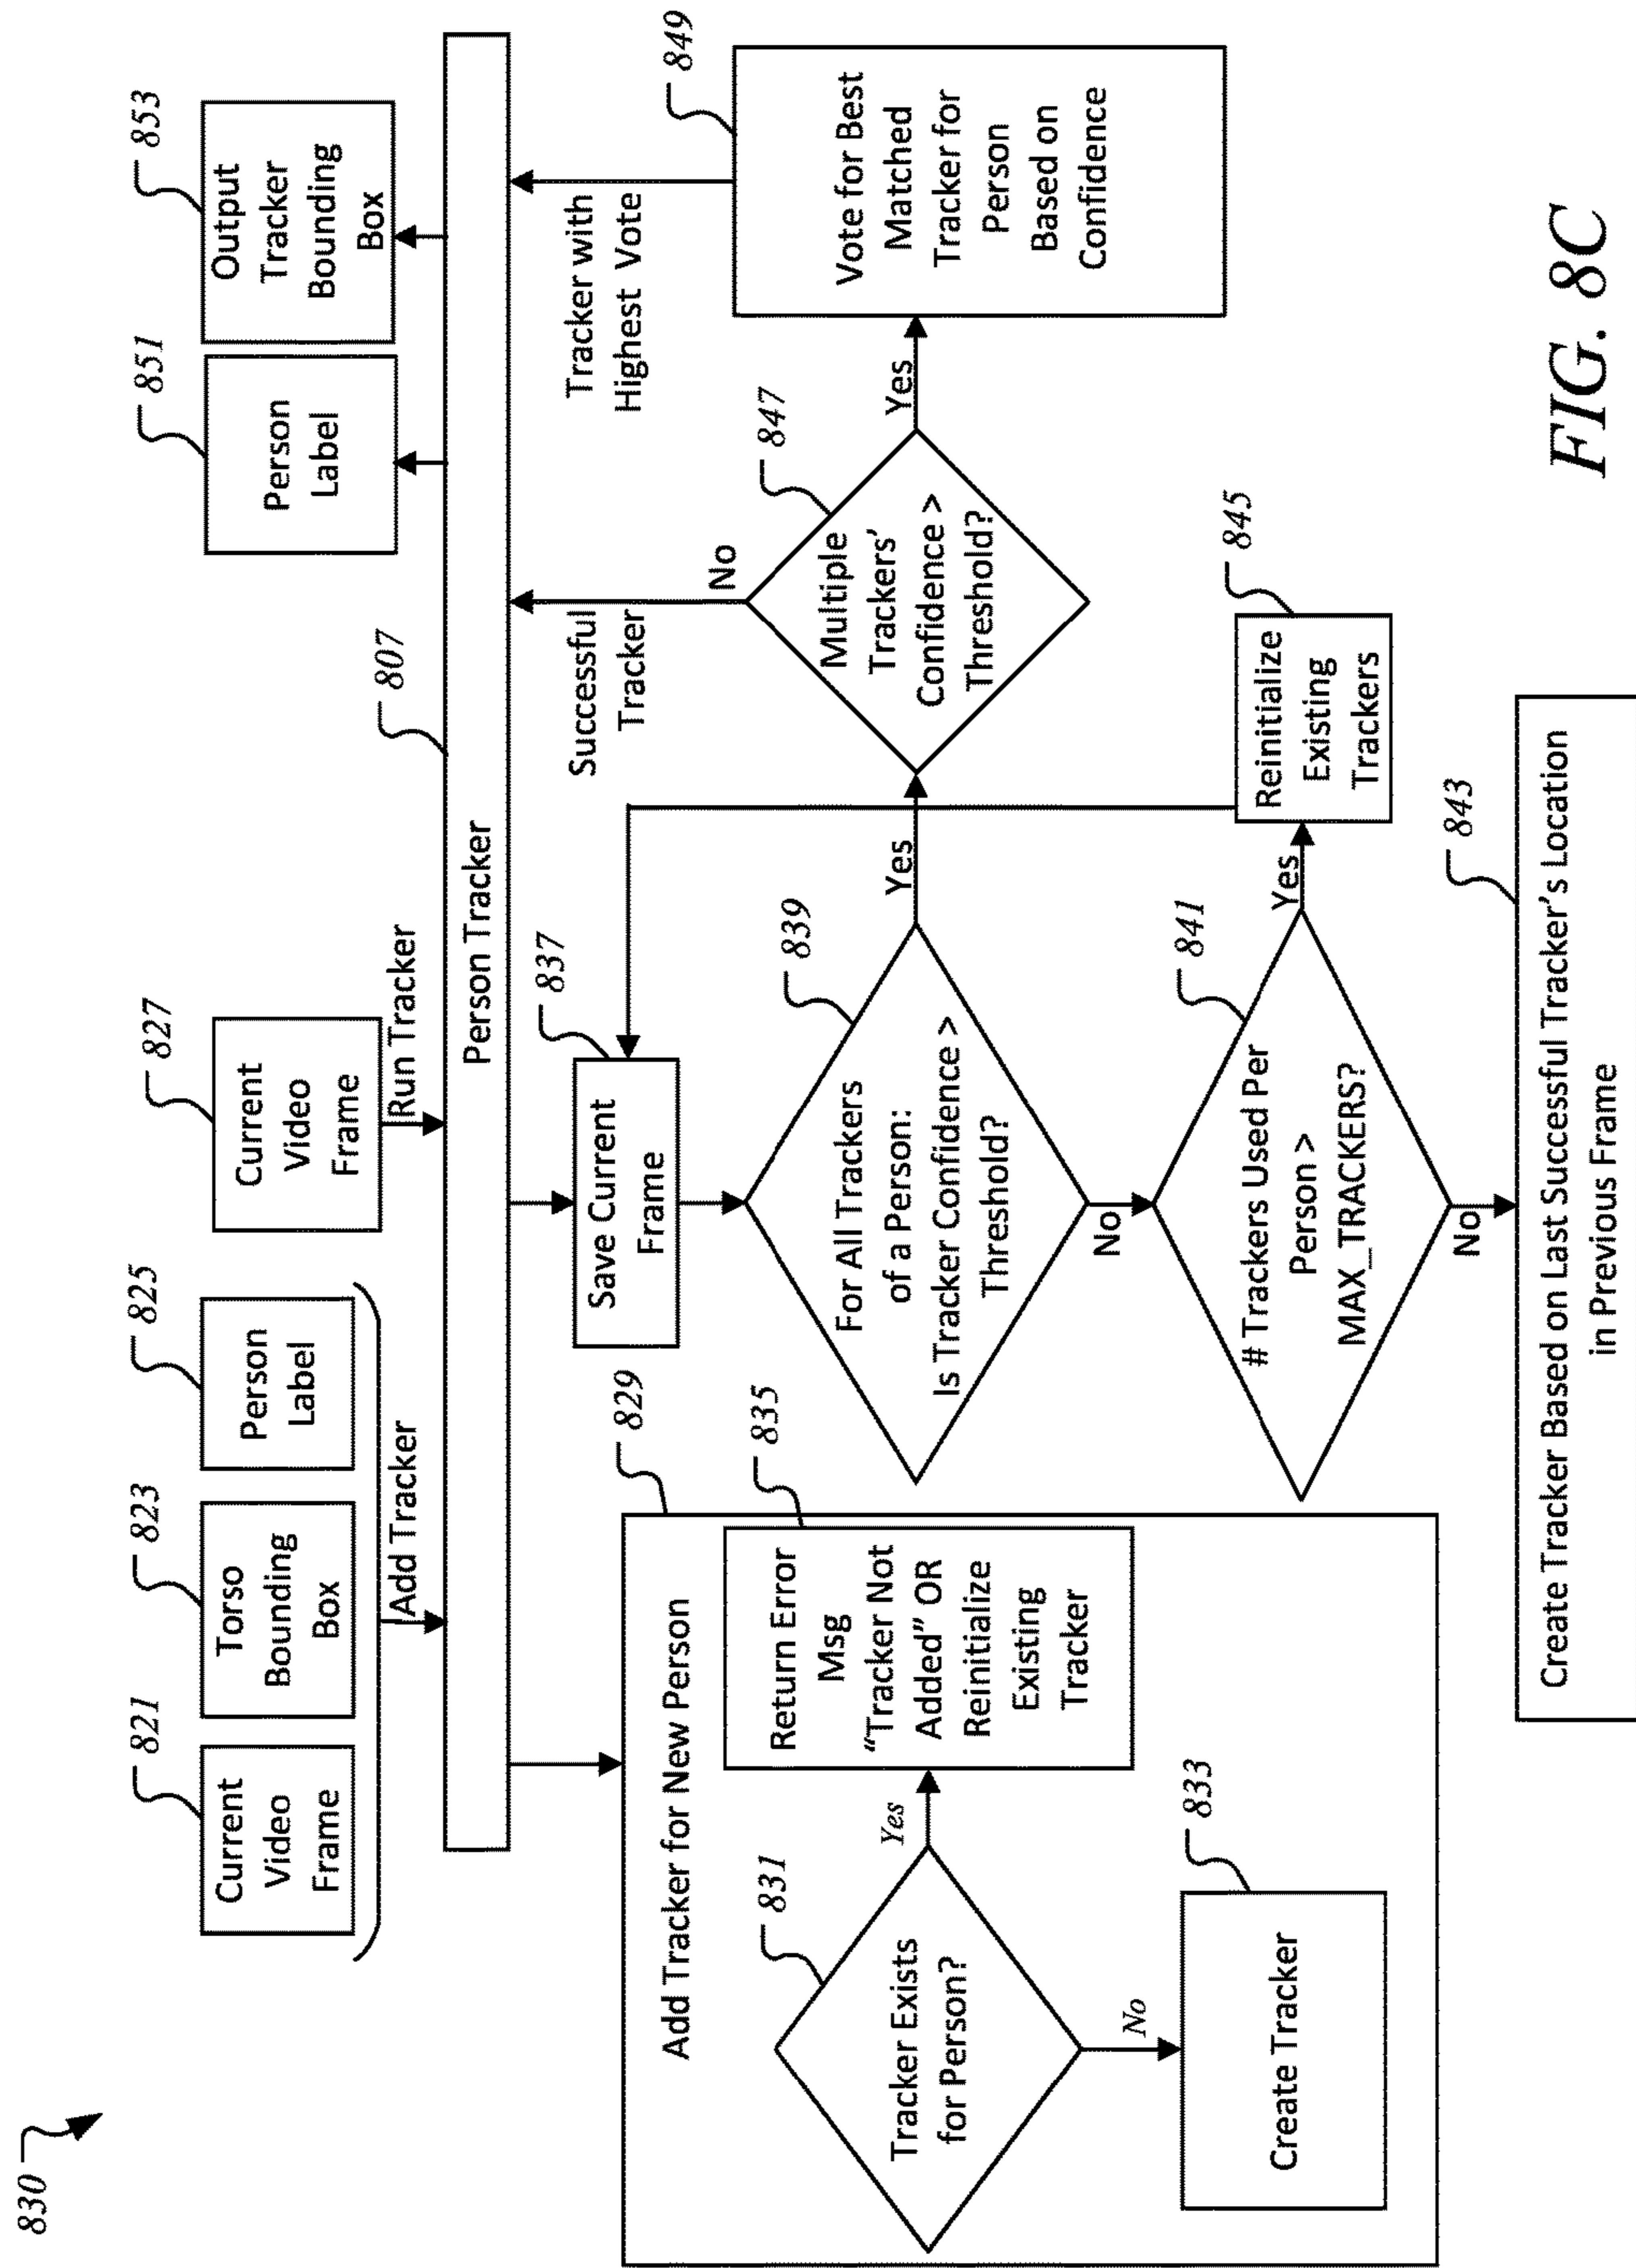 830
821
Current
Video
Frame
823
Torso
Bounding
Box
825
Person
Label
Add Tracker
827
Current
Video
Frame
Run Tracker
851
Person
Label
853
Output
Tracker
Bounding
Box
807
Person Tracker
829
Add Tracker for New Person
831
Tracker Exists
for Person?
Yes
No
835
Return Error
Msg
“Tracker Not
Added” OR
Reinitialize
Existing
Tracker
833
Create Tracker
837
Save Current
Frame
839
For All Trackers
of a Person:
Is Tracker Confidence >
Threshold?
Yes
No
841
# Trackers Used Per
Person >
MAX_TRACKERS?
Yes
No
843
Create Tracker Based on Last Successful Tracker’s Location
in Previous Frame
845
Reinitialize
Existing
Trackers
847
Multiple
Trackers’
Confidence >
Threshold?
No
Successful
Tracker
Yes
849
Vote for Best
Matched
Tracker for
Person
Based on
Confidence
Tracker with
Highest Vote
FIG. 8C